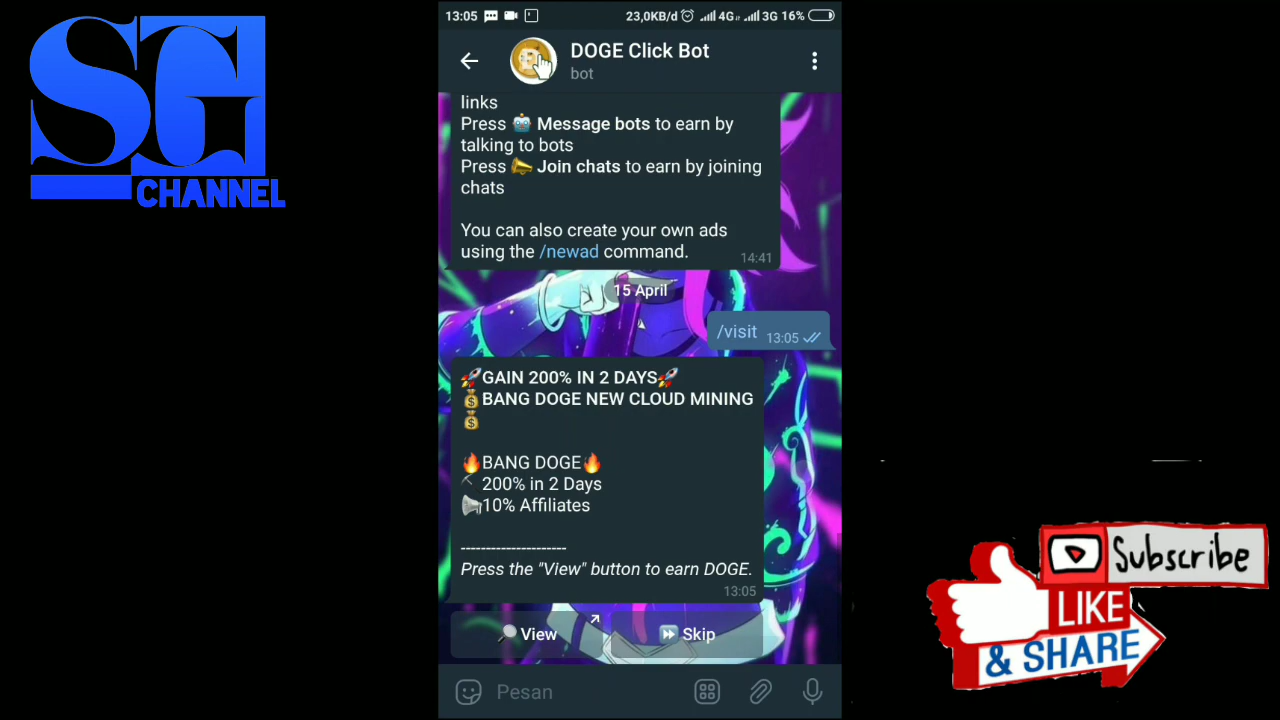 SG
CHANNEL
13:05
23,0KB/d 4G 3G 16%
DOGE Click Bot
bot
links
Press 🤖 Message bots to earn by
talking to bots
Press 📣 Join chats to earn by joining
chats
You can also create your own ads
using the /newad command.
14:41
15 April
/visit 13:05
🚀GAIN 200% IN 2 DAYS🚀
💰BANG DOGE NEW CLOUD MINING
💰
🔥BANG DOGE🔥
⛏ 200% in 2 Days
📢10% Affiliates
---------------------
Press the "View" button to earn DOGE.
13:05
🔎 View
⏩ Skip
Pesan
Subscribe
LIKE
& SHARE